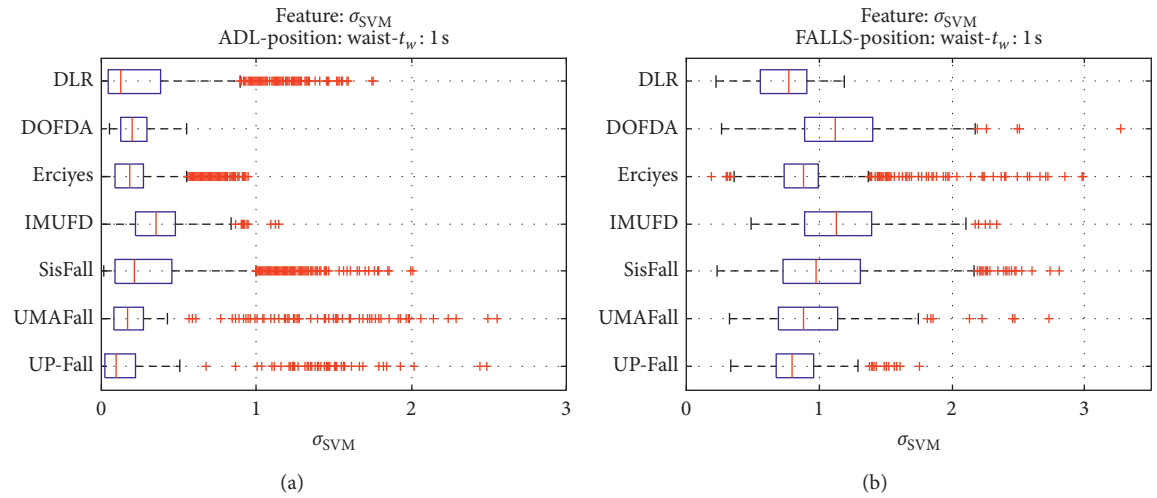 Feature: σSVM
ADL-position: waist-tw: 1 s
DLR
DOFDA
Erciyes
IMUFD
SisFall
UMAFall
UP-Fall
0 1 2 3
σSVM
(a)
Feature: σSVM
FALLS-position: waist-tw: 1 s
DLR
DOFDA
Erciyes
IMUFD
SisFall
UMAFall
UP-Fall
0 1 2 3
σSVM
(b)